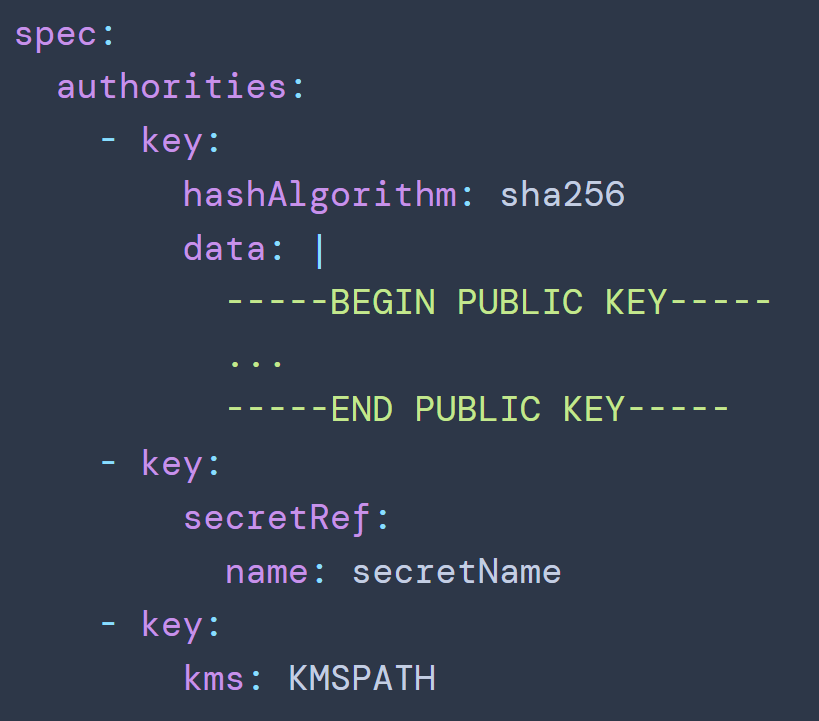 spec:
  authorities:
    - key:
        hashAlgorithm: sha256
        data: |
          -----BEGIN PUBLIC KEY-----
          ...
          -----END PUBLIC KEY-----
    - key:
        secretRef:
          name: secretName
    - key:
        kms: KMSPATH